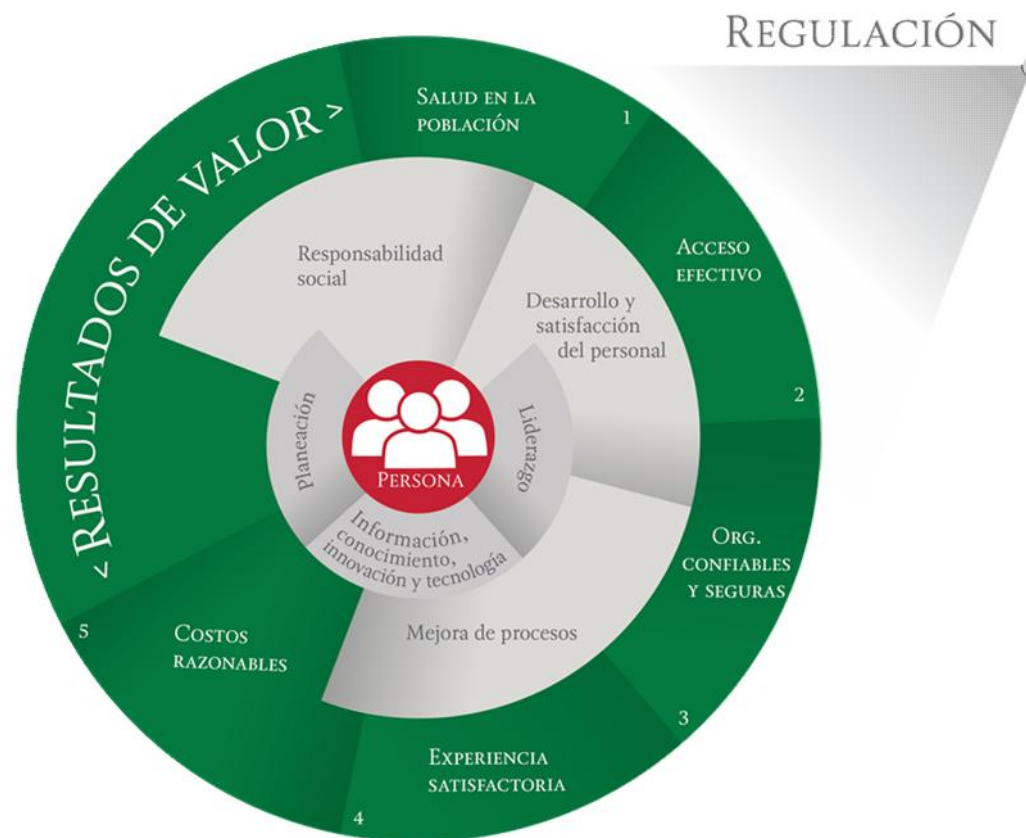 REGULACIÓN
< RESULTADOS DE VALOR >
SALUD EN LA
POBLACIÓN
1
ACCESO
EFECTIVO
2
ORG.
CONFIABLES
Y SEGURAS
3
EXPERIENCIA
SATISFACTORIA
4
COSTOS
RAZONABLES
5
Responsabilidad
social
Desarrollo y
satisfacción
del personal
Mejora de procesos
Planeación
Liderazgo
Información,
conocimiento,
innovación y tecnología
PERSONA